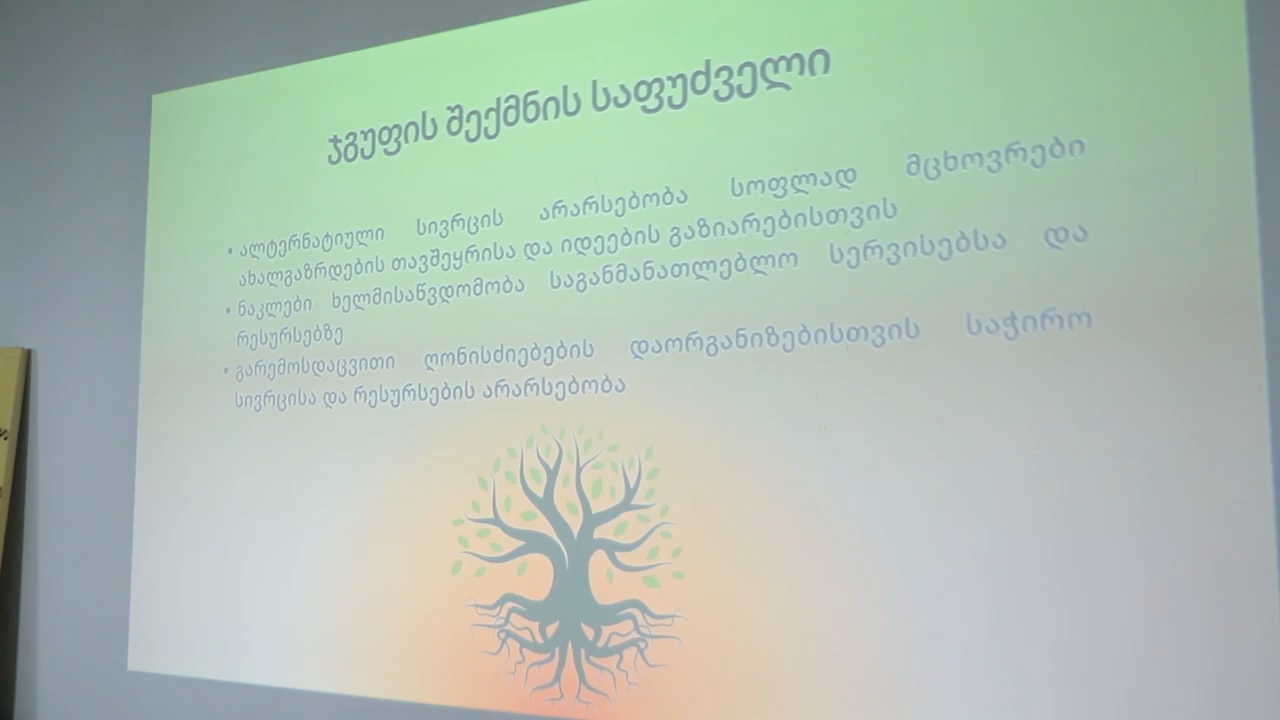 ჯგუფის შექმნის საფუძველი
• ალტერნატიული სივრცის არარსებობა სოფლად მცხოვრები
ახალგაზრდების თავშეყრისა და იდეების გაზიარებისთვის
• ნაკლები ხელმისაწვდომობა საგანმანათლებლო სერვისებსა და
რესურსებზე
• გარემოსდაცვითი ღონისძიებების დაორგანიზებისთვის საჭირო
სივრცისა და რესურსების არარსებობა